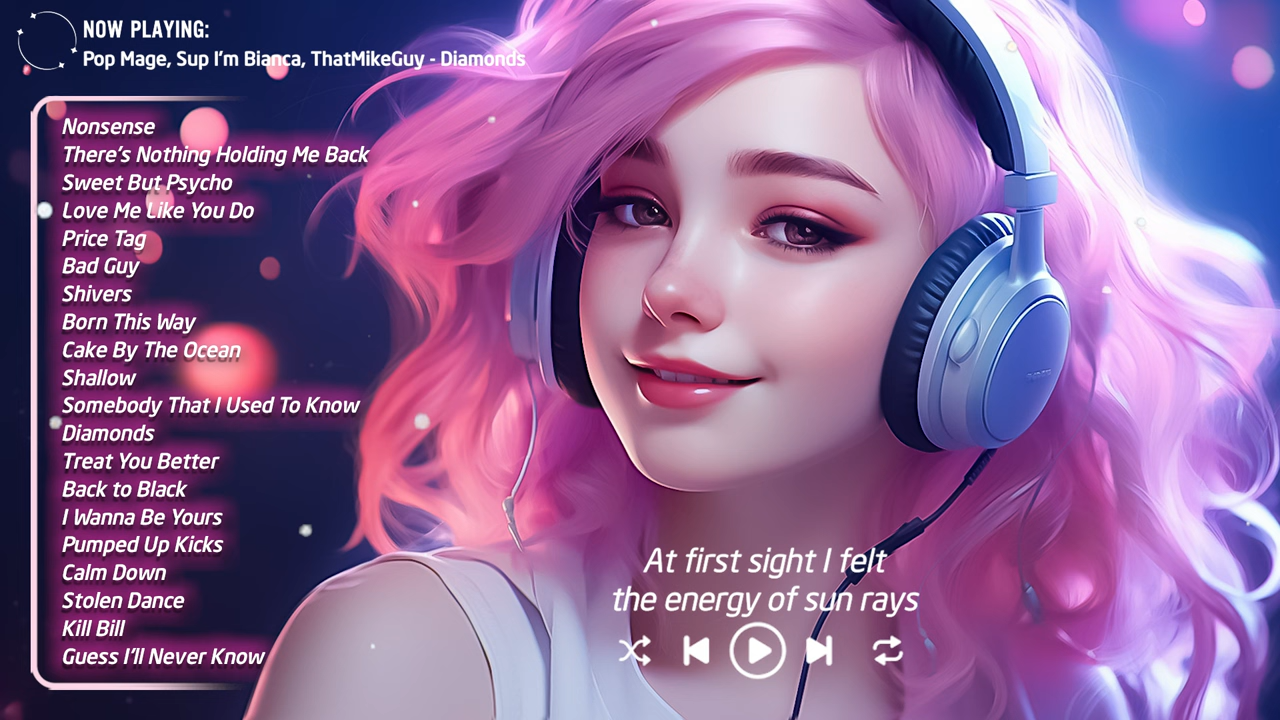 NOW PLAYING:
Pop Mage, Sup I'm Bianca, ThatMikeGuy - Diamonds
Nonsense
There's Nothing Holding Me Back
Sweet But Psycho
Love Me Like You Do
Price Tag
Bad Guy
Shivers
Born This Way
Cake By The Ocean
Shallow
Somebody That I Used To Know
Diamonds
Treat You Better
Back to Black
I Wanna Be Yours
Pumped Up Kicks
Calm Down
Stolen Dance
Kill Bill
Guess I'll Never Know
At first sight I felt
the energy of sun rays